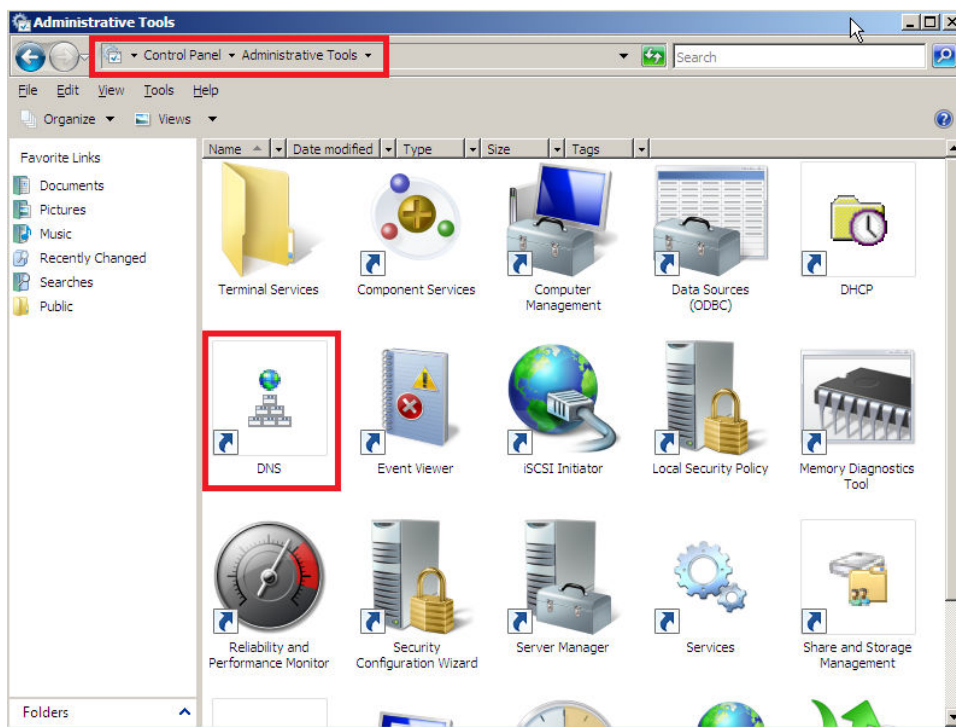 Administrative Tools
Control Panel Administrative Tools
Search
File Edit View Tools Help
Organize Views
Favorite Links
Documents
Pictures
Music
Recently Changed
Searches
Public
Folders
Name Date modified Type Size Tags
Terminal Services
Component Services
Computer
Management
Data Sources
(ODBC)
DHCP
DNS
Event Viewer
iSCSI Initiator
Local Security Policy
Memory Diagnostics
Tool
Reliability and
Performance Monitor
Security
Configuration Wizard
Server Manager
Services
Share and Storage
Management